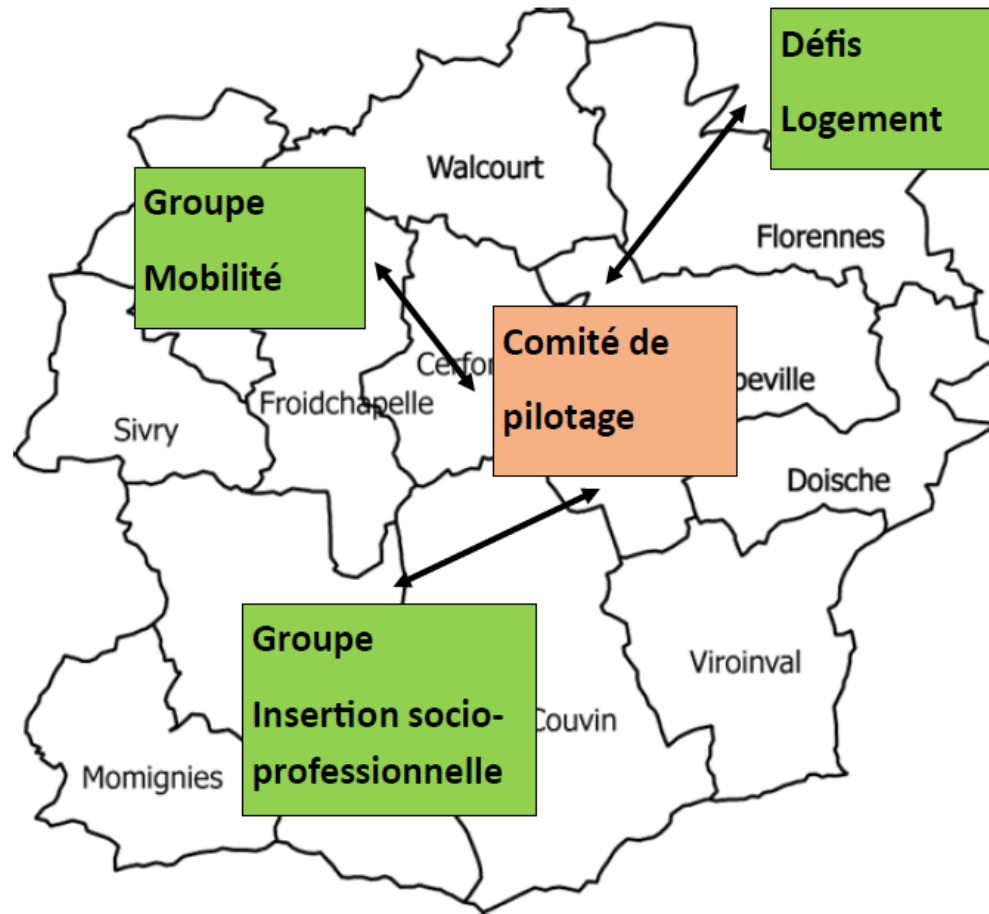 Défis
Logement
Walcourt
Groupe
Mobilité
Florennes
Comité de
pilotage
Froidchapelle
Sivry
Doische
Groupe
Insertion socio-
professionnelle
Viroinval
Couvin
Momignies